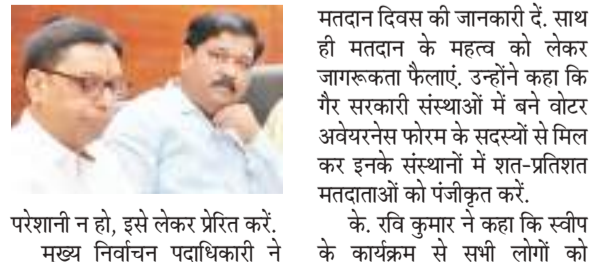 परेशानी न हो, इसे लेकर प्रेरित करें.
मुख्य निर्वाचन पदाधिकारी ने
मतदान दिवस की जानकारी दें. साथ
ही मतदान के महत्व को लेकर
जागरूकता फैलाएं. उन्होंने कहा कि
गैर सरकारी संस्थाओं में बने वोटर
अवेयरनेस फोरम के सदस्यों से मिल
कर इनके संस्थानों में शत-प्रतिशत
मतदाताओं को पंजीकृत करें.
के. रवि कुमार ने कहा कि स्वीप
के कार्यक्रम से सभी लोगों को